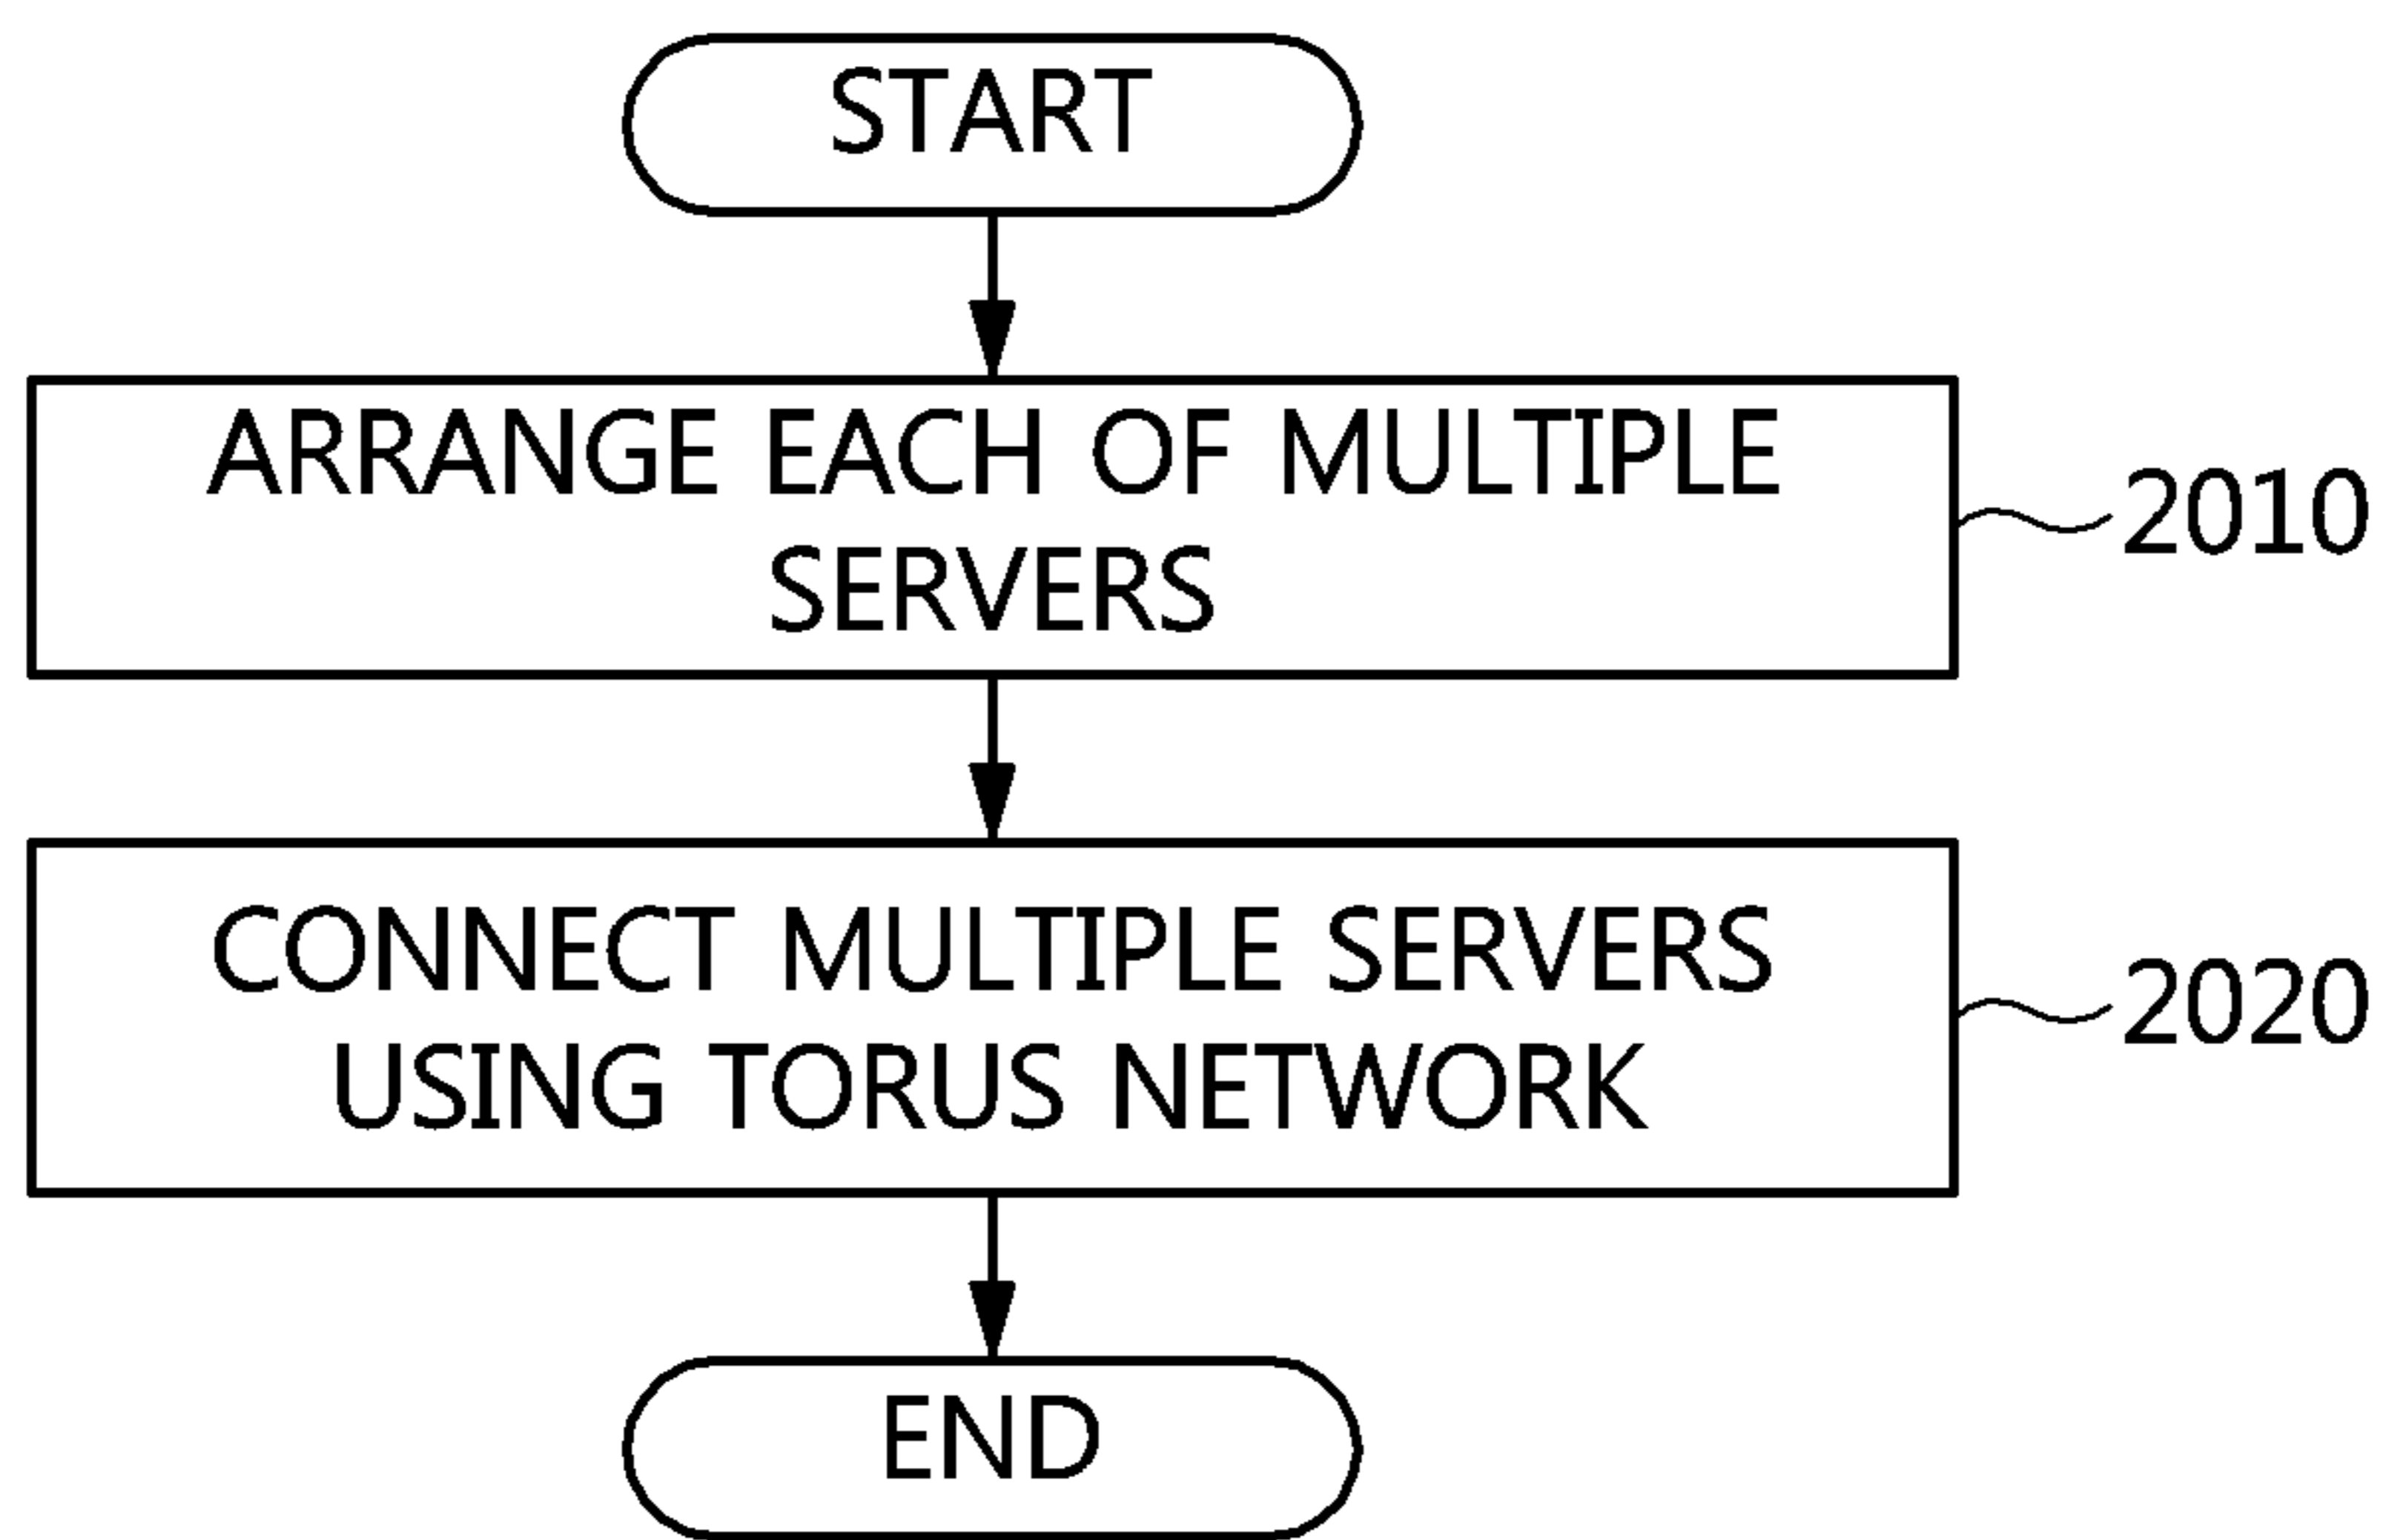 START
ARRANGE EACH OF MULTIPLE
SERVERS
2010
CONNECT MULTIPLE SERVERS
USING TORUS NETWORK
2020
END